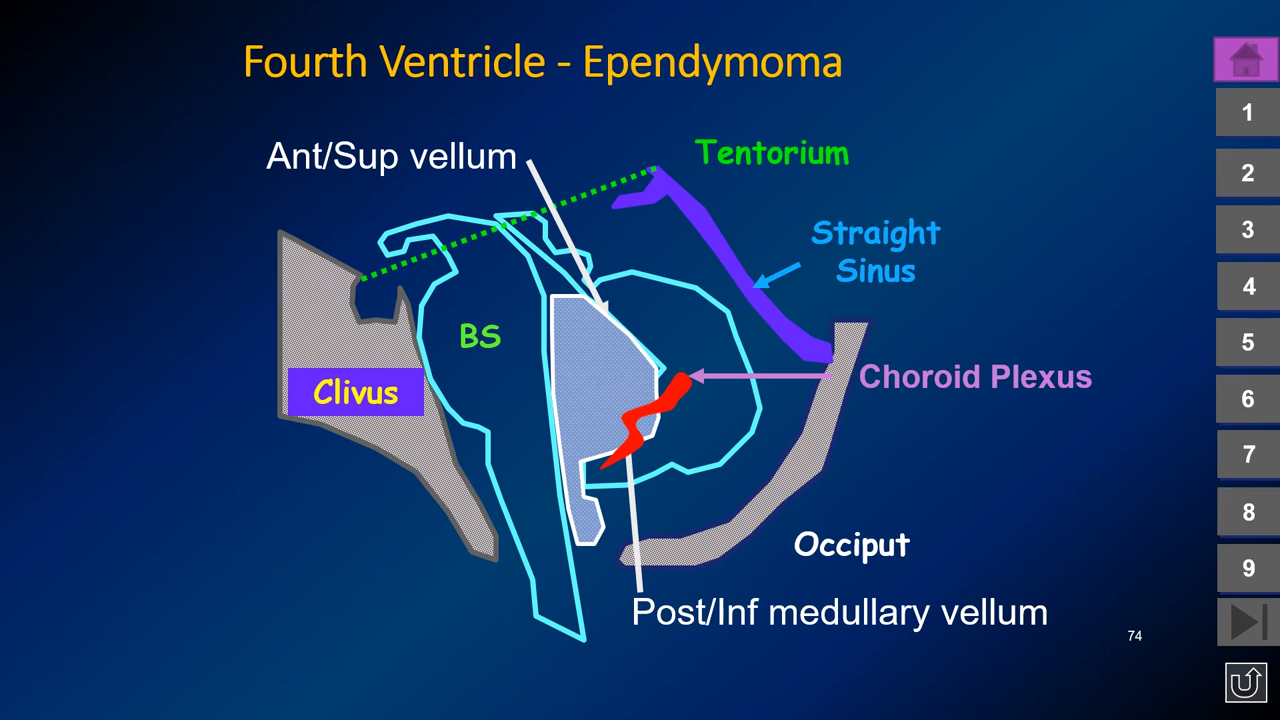 Fourth Ventricle - Ependymoma
Ant/Sup vellum
Tentorium
Straight
Sinus
BS
Clivus
Choroid Plexus
Occiput
Post/Inf medullary vellum
74
1
2
3
4
5
6
7
8
9